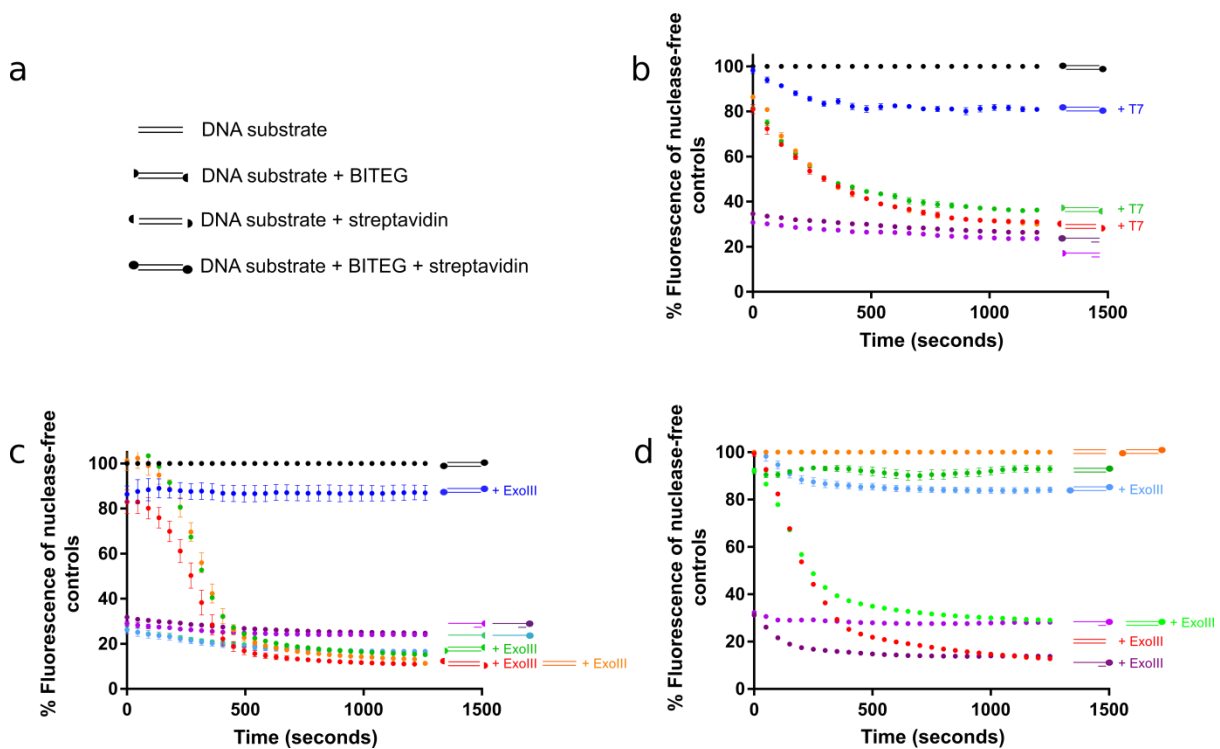 a
DNA substrate
DNA substrate + BITEG
DNA substrate + streptavidin
DNA substrate + BITEG + streptavidin
b
% Fluorescence of nuclease-free
controls
100
80
60
40
20
0
0
500
1000
1500
Time (seconds)
+ T7
+ T7
+ T7
c
% Fluorescence of nuclease-free
controls
100
80
60
40
20
0
0
500
1000
1500
Time (seconds)
+ ExoIII
+ ExoIII
+ ExoIII
+ ExoIII
d
% Fluorescence of nuclease-free
controls
100
80
60
40
20
0
0
500
1000
1500
Time (seconds)
+ ExoIII
+ ExoIII
+ ExoIII
+ ExoIII